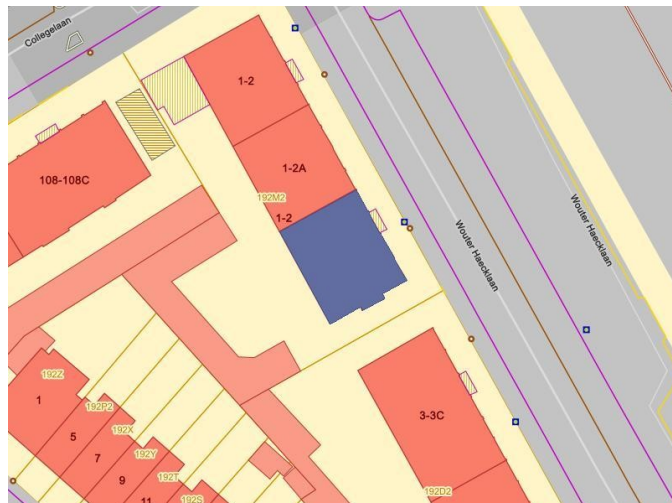 Collegelaan
1-2
1-2A
108-108C
192M2
1-2
Wouter Haecklaan
Wouter Haecklaan
192Z
1
192P2
5
192X
3-3C
7
192Y
9
192T
11
192S
192D2